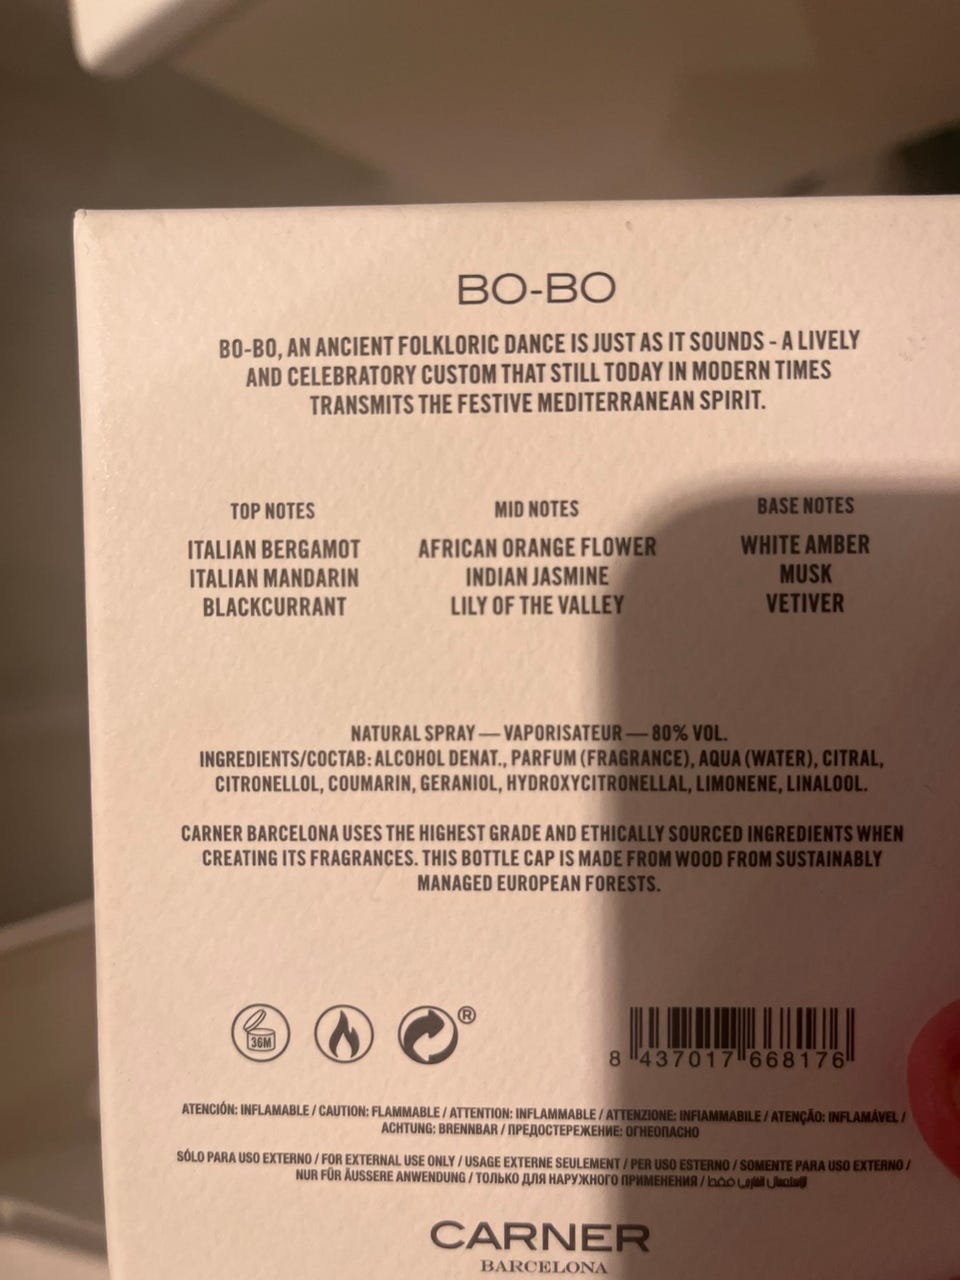 BO-BO
BO-BO, AN ANCIENT FOLKLORIC DANCE IS JUST AS IT SOUNDS - A LIVELY
AND CELEBRATORY CUSTOM THAT STILL TODAY IN MODERN TIMES
TRANSMITS THE FESTIVE MEDITERRANEAN SPIRIT.
TOP NOTES
ITALIAN BERGAMOT
ITALIAN MANDARIN
BLACKCURRANT
MID NOTES
AFRICAN ORANGE FLOWER
INDIAN JASMINE
LILY OF THE VALLEY
BASE NOTES
WHITE AMBER
MUSK
VETIVER
NATURAL SPRAY — VAPORISATEUR — 80% VOL.
INGREDIENTS/COCTAB: ALCOHOL DENAT., PARFUM (FRAGRANCE), AQUA (WATER), CITRAL,
CITRONELLOL, COUMARIN, GERANIOL, HYDROXYCITRONELLAL, LIMONENE, LINALOOL.
CARNER BARCELONA USES THE HIGHEST GRADE AND ETHICALLY SOURCED INGREDIENTS WHEN
CREATING ITS FRAGRANCES. THIS BOTTLE CAP IS MADE FROM WOOD FROM SUSTAINABLY
MANAGED EUROPEAN FORESTS.
36M
®
8 437017 668176
ATENCIÓN: INFLAMABLE / CAUTION: FLAMMABLE / ATTENTION: INFLAMMABLE / ATTENZIONE: INFIAMMABILE / ATENÇÃO: INFLAMÁVEL /
ACHTUNG: BRENNBAR / ПРЕДОСТЕРЕЖЕНИЕ: ОГНЕОПАСНО
SÓLO PARA USO EXTERNO / FOR EXTERNAL USE ONLY / USAGE EXTERNE SEULEMENT / PER USO ESTERNO / SOMENTE PARA USO EXTERNO /
NUR FÜR ÄUSSERE ANWENDUNG / ТОЛЬКО ДЛЯ НАРУЖНОГО ПРИМЕНЕНИЯ /
CARNER
BARCELONA